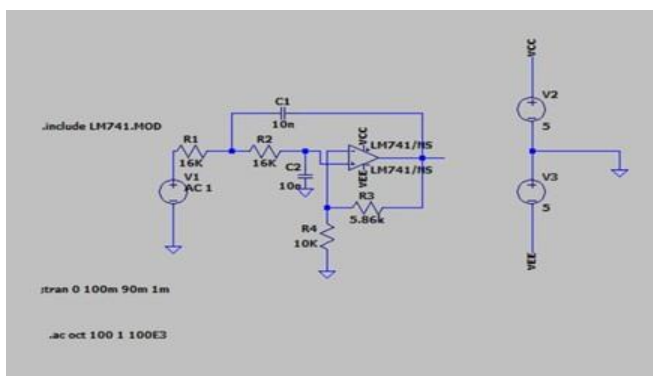 VCC
V2
5
C1
10n
.include LM741.MOD
R1
16K
R2
16K
VCC
LM741/NS
LM741/NS
VEE
C2
10n
V1
AC 1
R3
5.86k
R4
10K
V3
5
VEE
;tran 0 100m 90m 1m
.ac oct 100 1 100E3